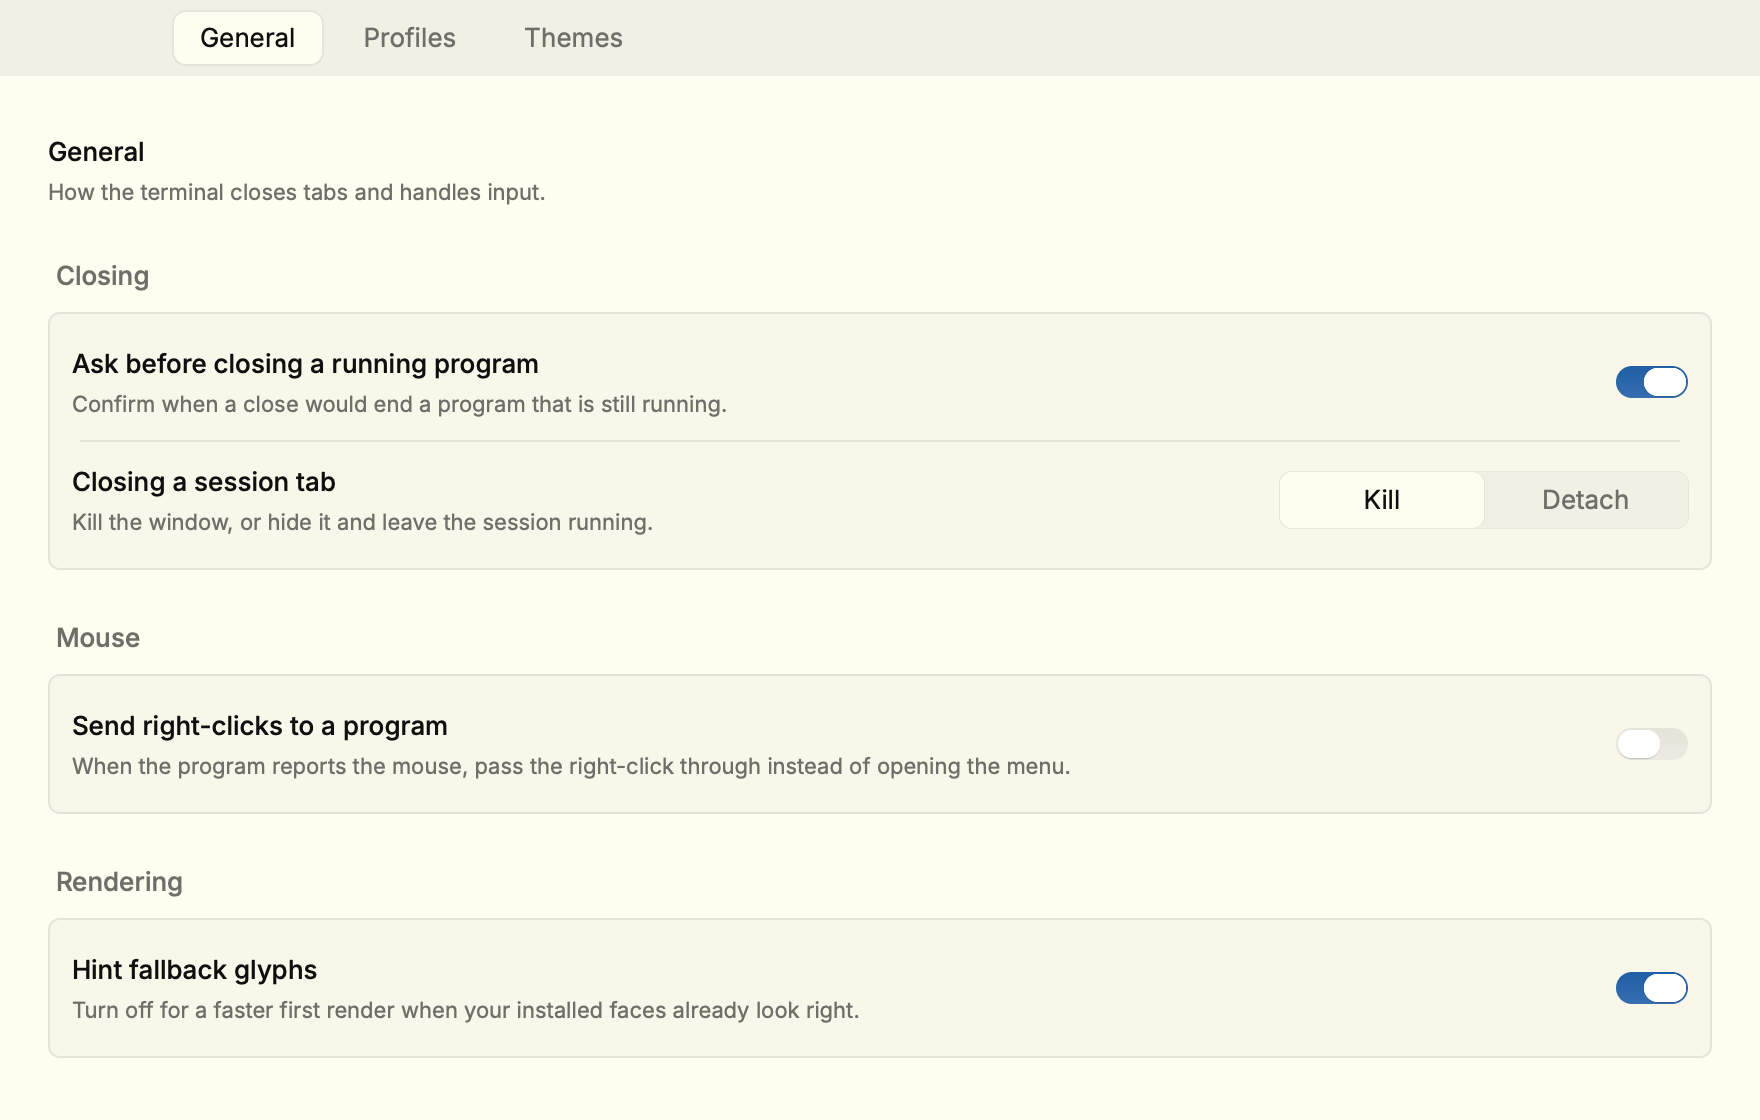 General
Profiles
Themes
General
How the terminal closes tabs and handles input.
Closing
Ask before closing a running program
Confirm when a close would end a program that is still running.
Closing a session tab
Kill the window, or hide it and leave the session running.
Kill
Detach
Mouse
Send right-clicks to a program
When the program reports the mouse, pass the right-click through instead of opening the menu.
Rendering
Hint fallback glyphs
Turn off for a faster first render when your installed faces already look right.